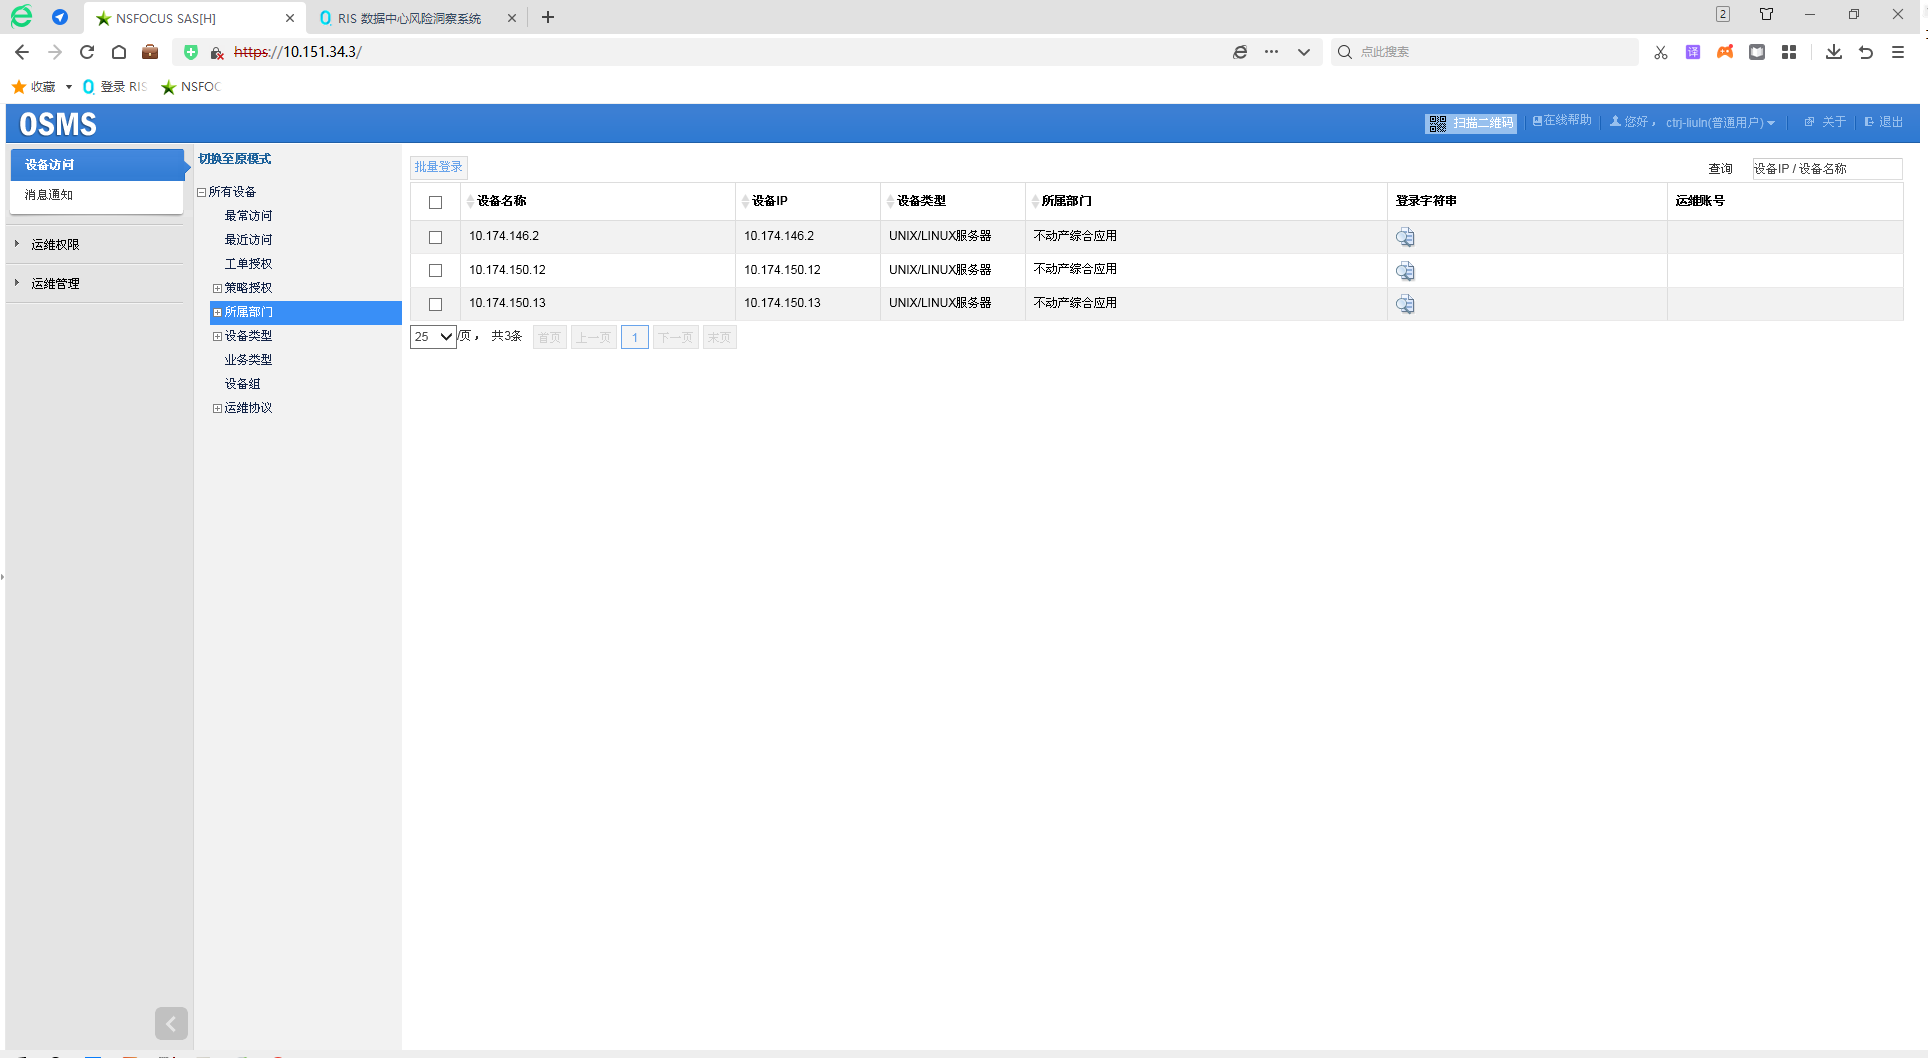 NSFOCUS SAS[H]
RIS 数据中心风险洞察系统
2
https://10.151.34.3/
点此搜索
译
收藏
登录 RIS
NSFOC
OSMS
扫描二维码
在线帮助
您好， ctrj-liuln(普通用户)
关于
退出
设备访问
消息通知
运维权限
运维管理
切换至原模式
所有设备
最常访问
最近访问
工单授权
策略授权
所属部门
设备类型
业务类型
设备组
运维协议
批量登录
查询 设备IP / 设备名称
设备名称 设备IP 设备类型 所属部门 登录字符串 运维账号
10.174.146.2 10.174.146.2 UNIX/LINUX服务器 不动产综合应用
10.174.150.12 10.174.150.12 UNIX/LINUX服务器 不动产综合应用
10.174.150.13 10.174.150.13 UNIX/LINUX服务器 不动产综合应用
25 /页， 共3条 首页 上一页 1 下一页 末页